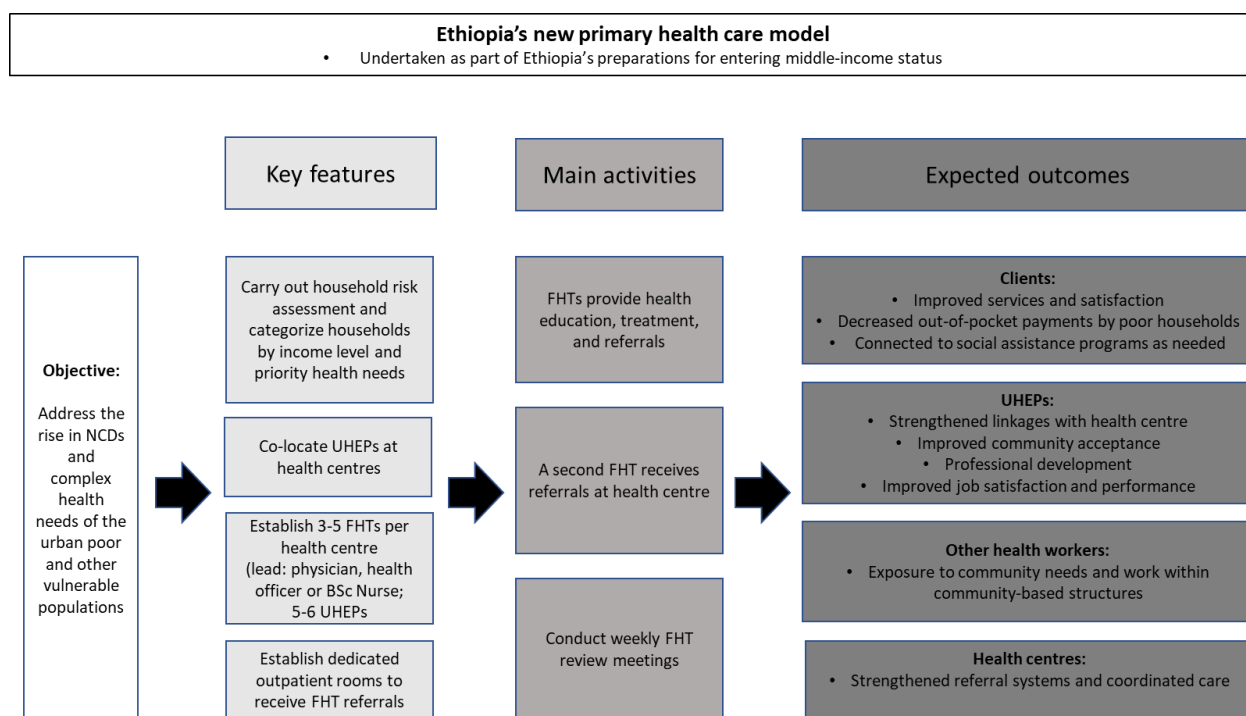 Ethiopia's new primary health care model
• Undertaken as part of Ethiopia's preparations for entering middle-income status
Key features
Main activities
Expected outcomes
Objective:
Address the
rise in NCDs
and
complex
health
needs of the
urban poor
and other
vulnerable
populations
Carry out household risk
assessment and
categorize households
by income level and
priority health needs
Co-locate UHEPs at
health centres
Establish 3-5 FHTs per
health centre
(lead: physician, health
officer or BSc Nurse;
5-6 UHEPs
Establish dedicated
outpatient rooms to
receive FHT referrals
FHTs provide health
education, treatment,
and referrals
A second FHT receives
referrals at health centre
Conduct weekly FHT
review meetings
Clients:
• Improved services and satisfaction
• Decreased out-of-pocket payments by poor households
• Connected to social assistance programs as needed
UHEPs:
• Strengthened linkages with health centre
• Improved community acceptance
• Professional development
• Improved job satisfaction and performance
Other health workers:
• Exposure to community needs and work within
community-based structures
Health centres:
• Strengthened referral systems and coordinated care